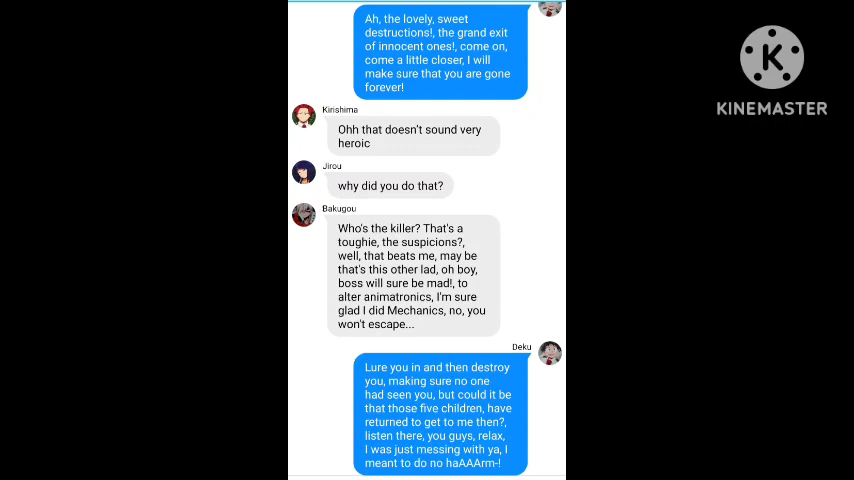 Ah, the lovely, sweet
destructions!, the grand exit
of innocent ones!, come on,
come a little closer, I will
make sure that you are gone
forever!
KINEMASTER
Kirishima
Ohh that doesn't sound very
heroic
Jirou
why did you do that?
Bakugou
Who's the killer? That's a
toughie, the suspicions?,
well, that beats me, may be
that's this other lad, oh boy,
boss will sure be mad!, to
alter animatronics, I'm sure
glad I did Mechanics, no, you
won't escape...
Deku
Lure you in and then destroy
you, making sure no one
had seen you, but could it be
that those five children, have
returned to get to me then?,
listen there, you guys, relax,
I was just messing with ya, I
meant to do no haAAArm-!